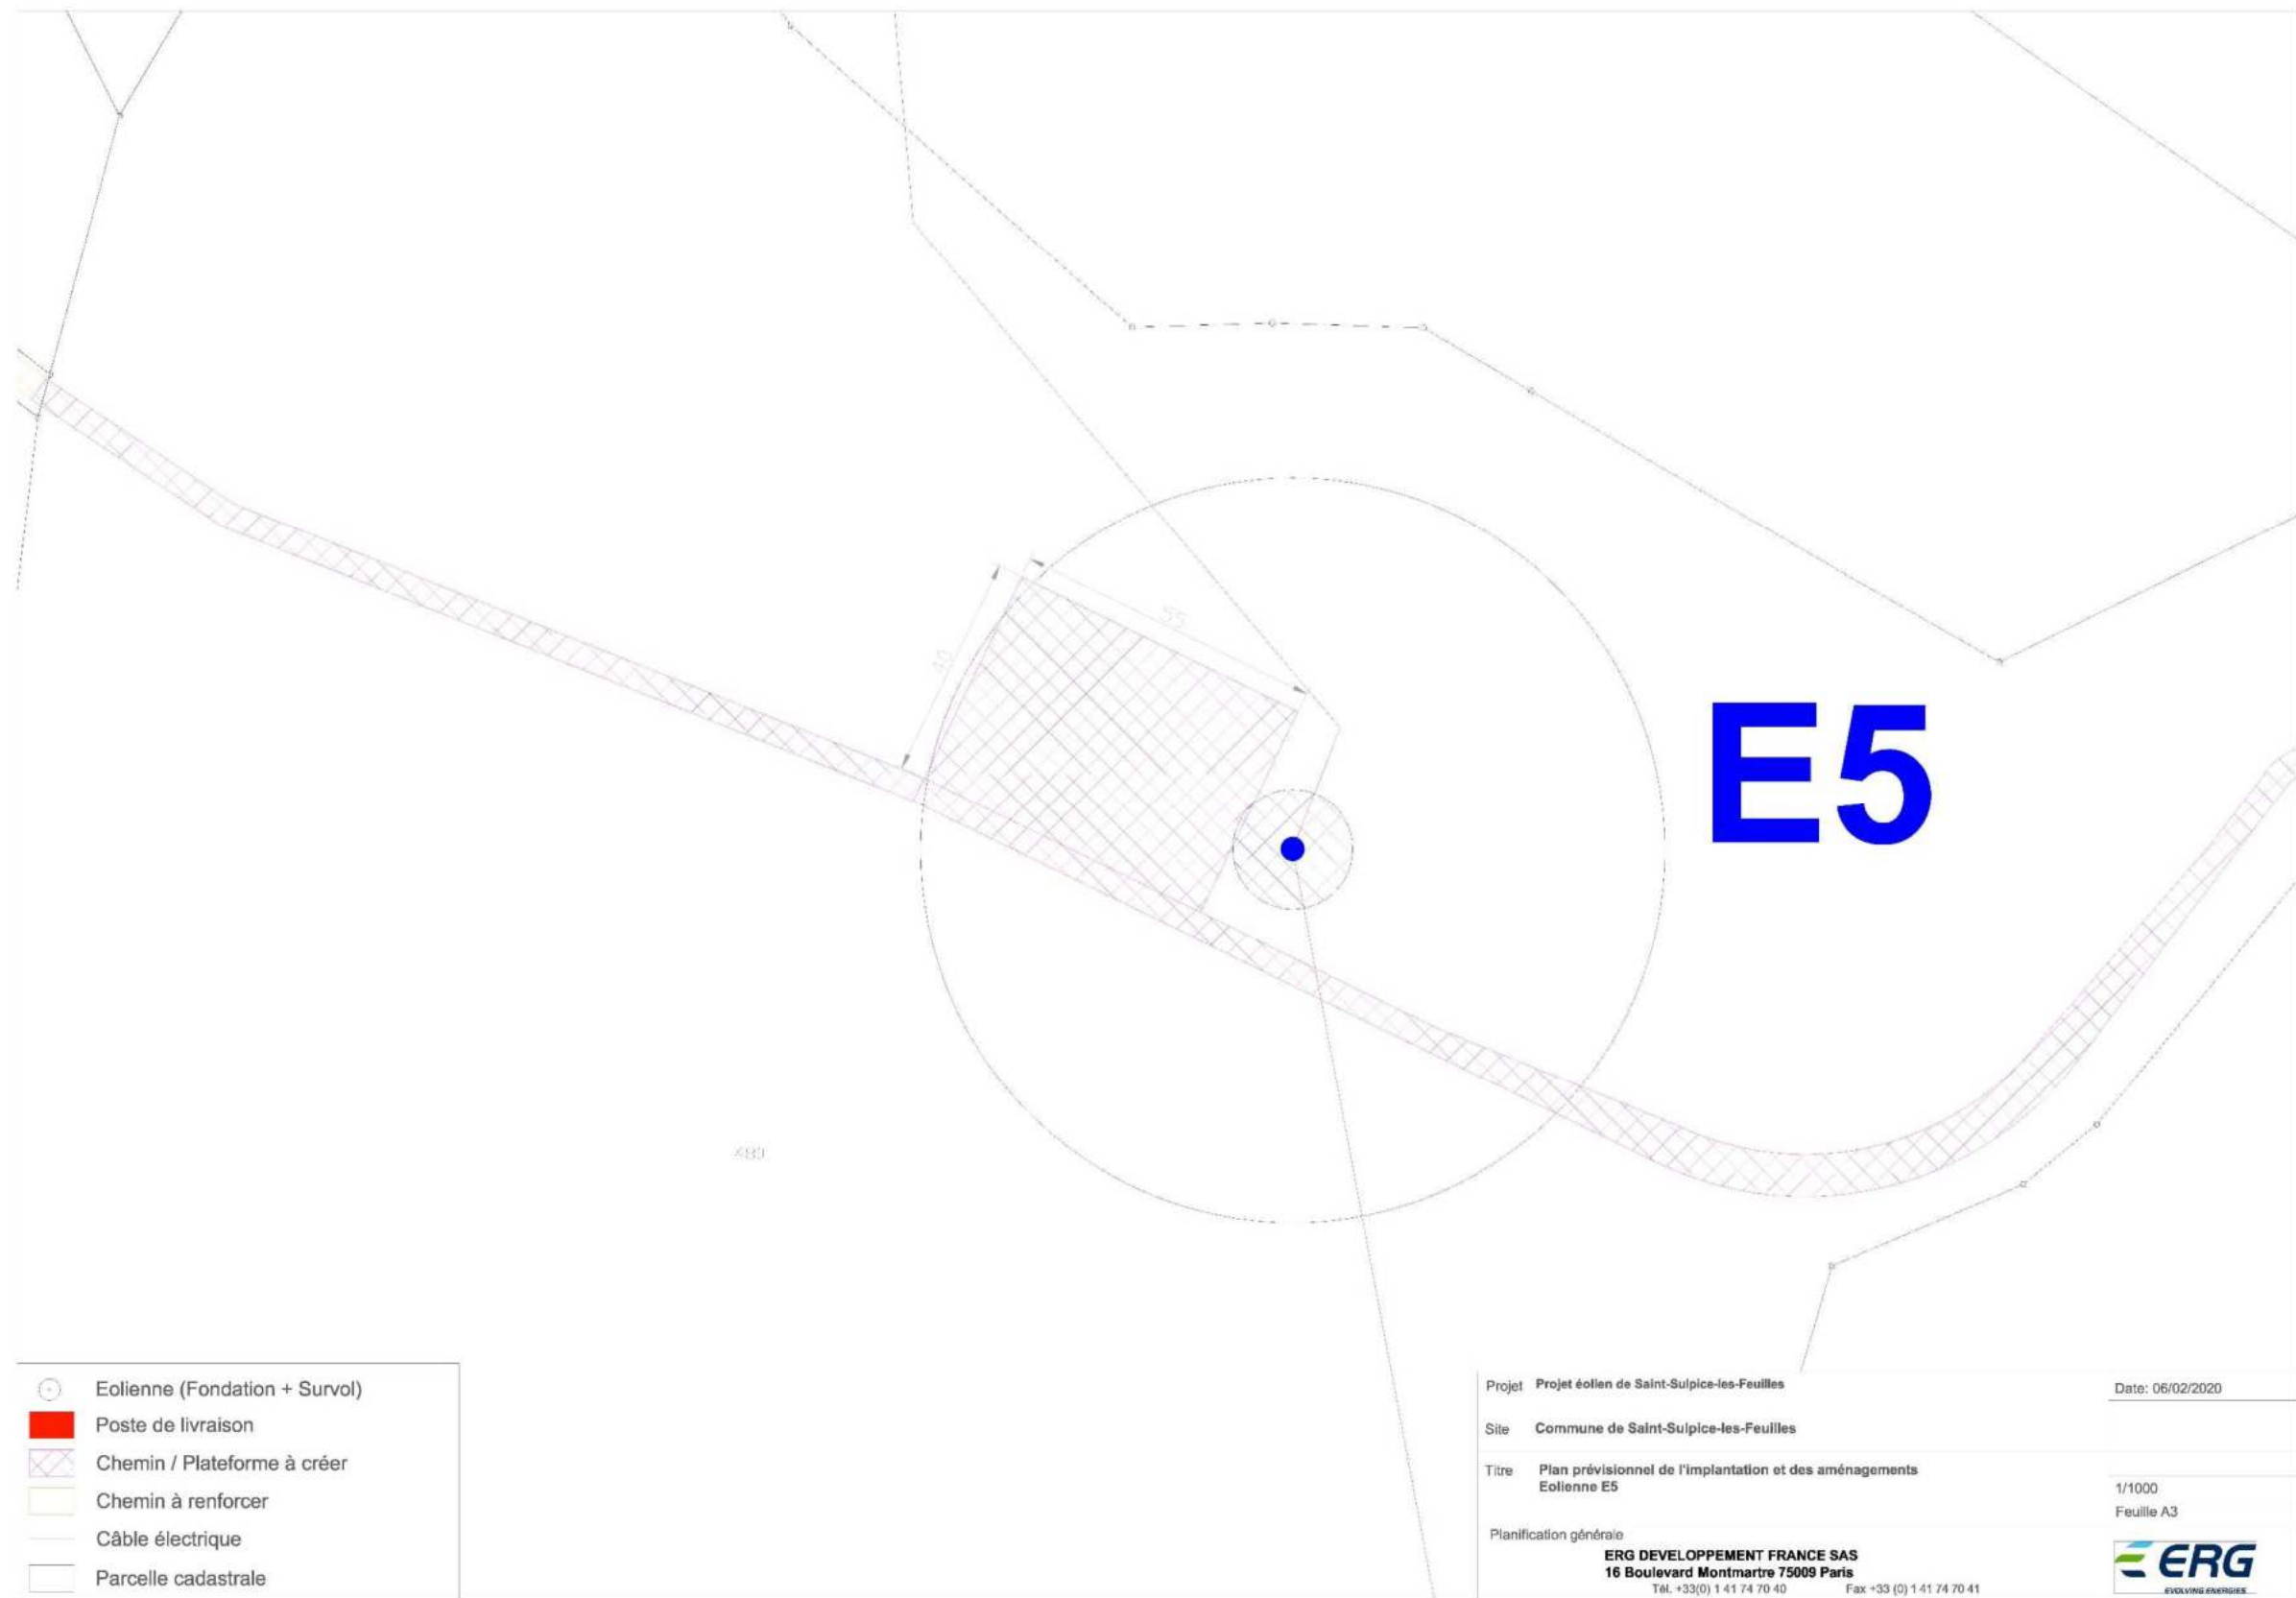 55
40
E5
Eolienne (Fondation + Survol)
Poste de livraison
Chemin / Plateforme à créer
Chemin à renforcer
Câble électrique
Parcelle cadastrale
Projet Projet éolien de Saint-Sulpice-les-Feuilles
Date: 06/02/2020
Site Commune de Saint-Sulpice-les-Feuilles
Titre Plan prévisionnel de l'implantation et des aménagements
Eolienne E5
1/1000
Feuille A3
Planification générale
ERG DEVELOPPEMENT FRANCE SAS
16 Boulevard Montmartre 75009 Paris
Tél. +33(0) 1 41 74 70 40 Fax +33 (0) 1 41 74 70 41
ERG
EVOLVING ENERGIES